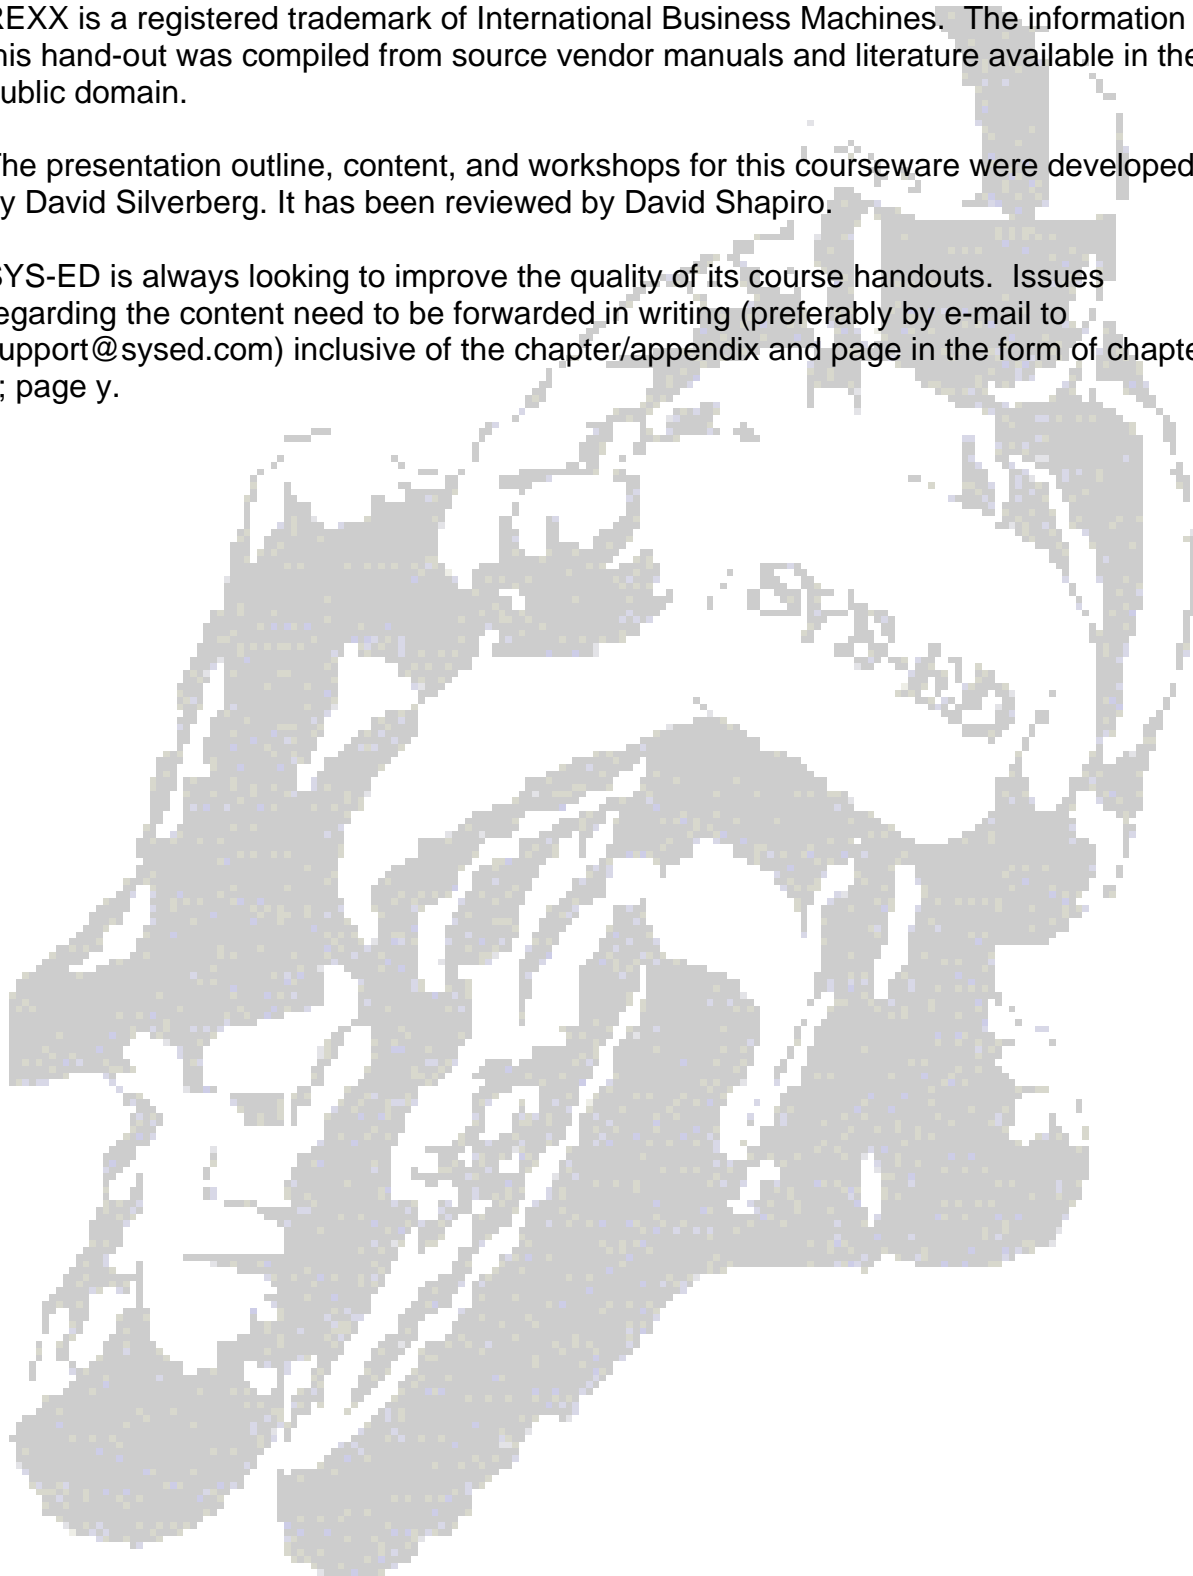 REXX is a registered trademark of International Business Machines. The information
his hand-out was compiled from source vendor manuals and literature available in the
ublic domain.
The presentation outline, content, and workshops for this courseware were developed
y David Silverberg. It has been reviewed by David Shapiro.
SYS-ED is always looking to improve the quality of its course handouts. Issues
egarding the content need to be forwarded in writing (preferably by e-mail to
upport@sysed.com) inclusive of the chapter/appendix and page in the form of chapte
; page y.
SYS-ED